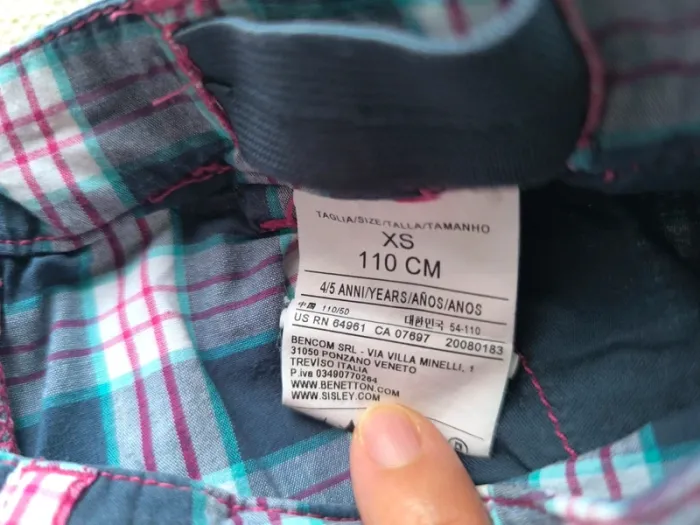 TAGLIA/SIZE/TALLA/TAMANHO
XS
110 CM
4/5 ANNI/YEARS/AÑOS/ANOS
中国 110/50 대한민국 54-110
US RN 64961 CA 07697 20080183
BENCOM SRL - VIA VILLA MINELLI, 1
31050 PONZANO VENETO
TREVISO ITALIA
P.iva 03490770264
WWW.BENETTON.COM
WWW.SISLEY.COM